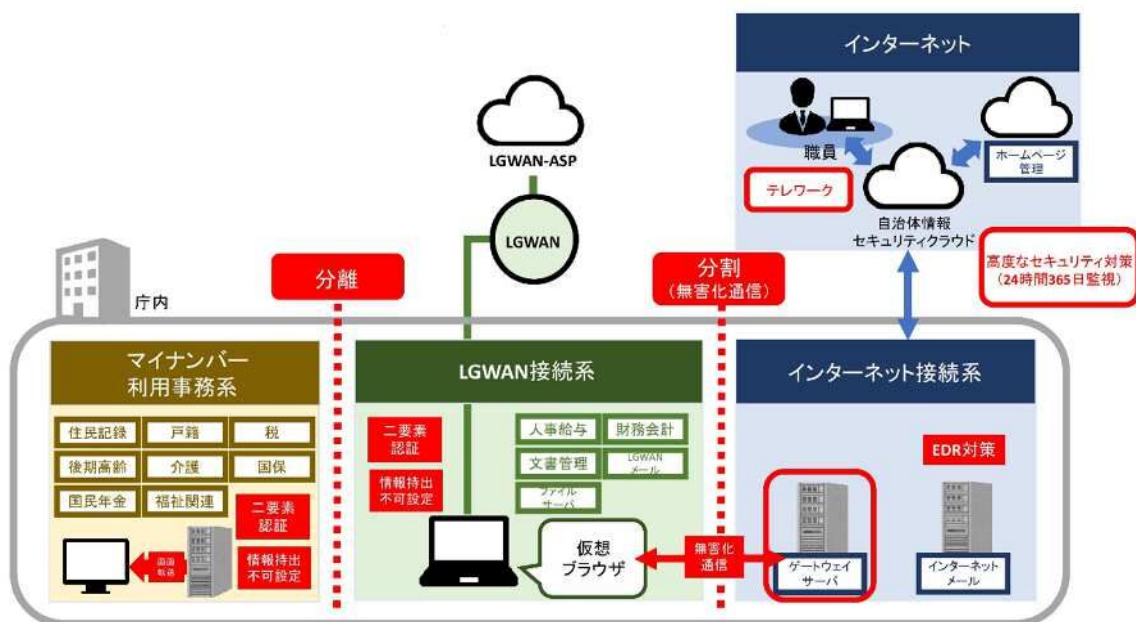 インターネット
職員
ホームページ
管理
テレワーク
自治体情報
セキュリティクラウド
高度なセキュリティ対策
(24時間365日監視)
LGWAN-ASP
LGWAN
庁内
分離
分割
(無害化通信)
マイナンバー
利用事務系
住民記録
戸籍
税
後期高齢
介護
国保
国民年金
福祉関連
二要素
認証
情報持出
不可設定
画面
転送
LGWAN接続系
二要素
認証
情報持出
不可設定
人事給与
財務会計
文書管理
LGWAN
メール
ファイル
サーバ
仮想
ブラウザ
無害化
通信
インターネット接続系
EDR対策
ゲートウェイ
サーバ
インターネット
メール